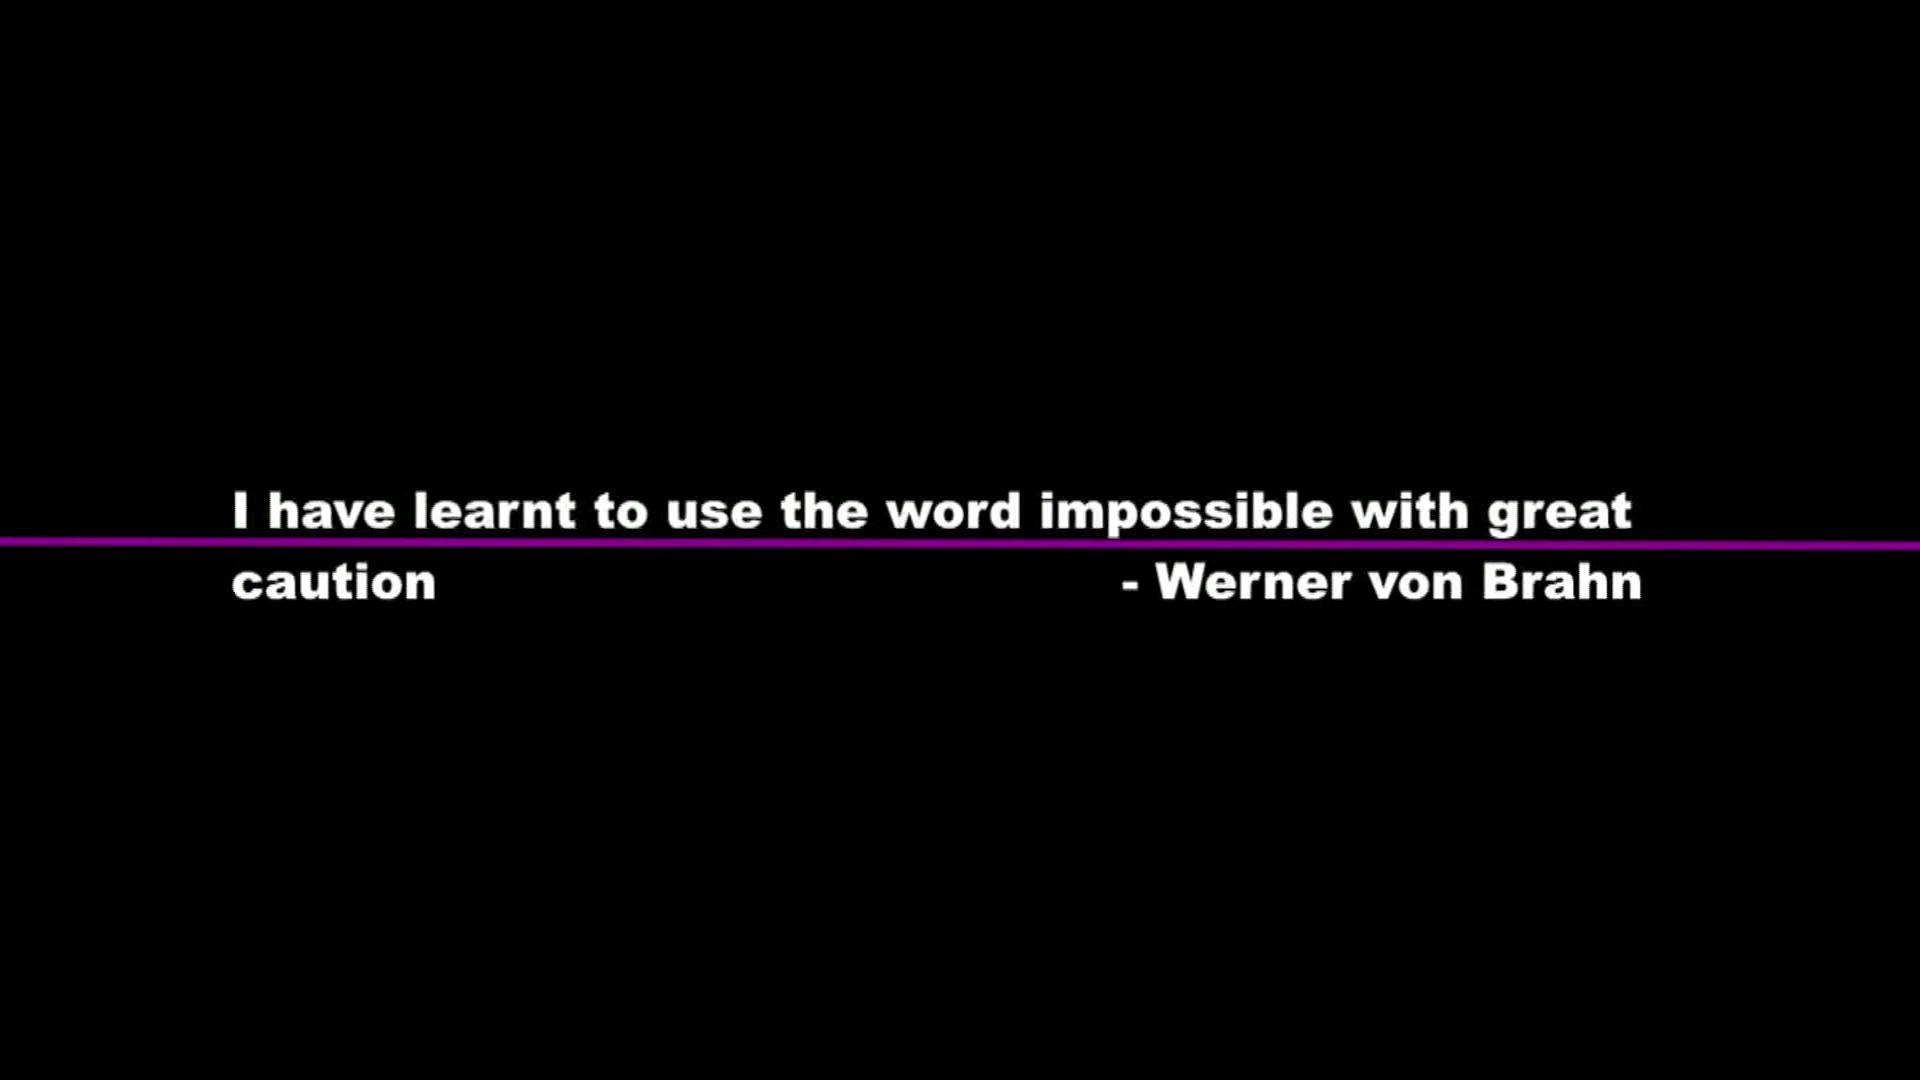 I have learnt to use the word impossible with great
caution - Werner von Brahn